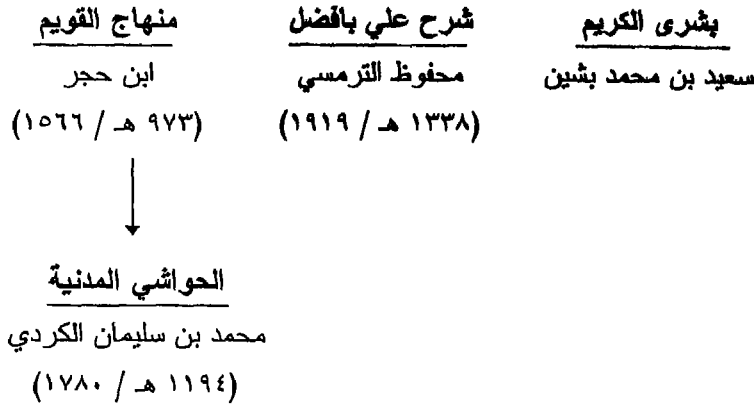 بشرى الكريم
سعيد بن محمد بشين
شرح علي بافضل
محفوظ الترمسي
(١٣٣٨ هـ / ١٩١٩)
منهاج القويم
ابن حجر
(٩٧٣ هـ / ١٥٦٦)
الحواشي المدنية
محمد بن سليمان الكردي
(١١٩٤ هـ / ١٧٨٠)